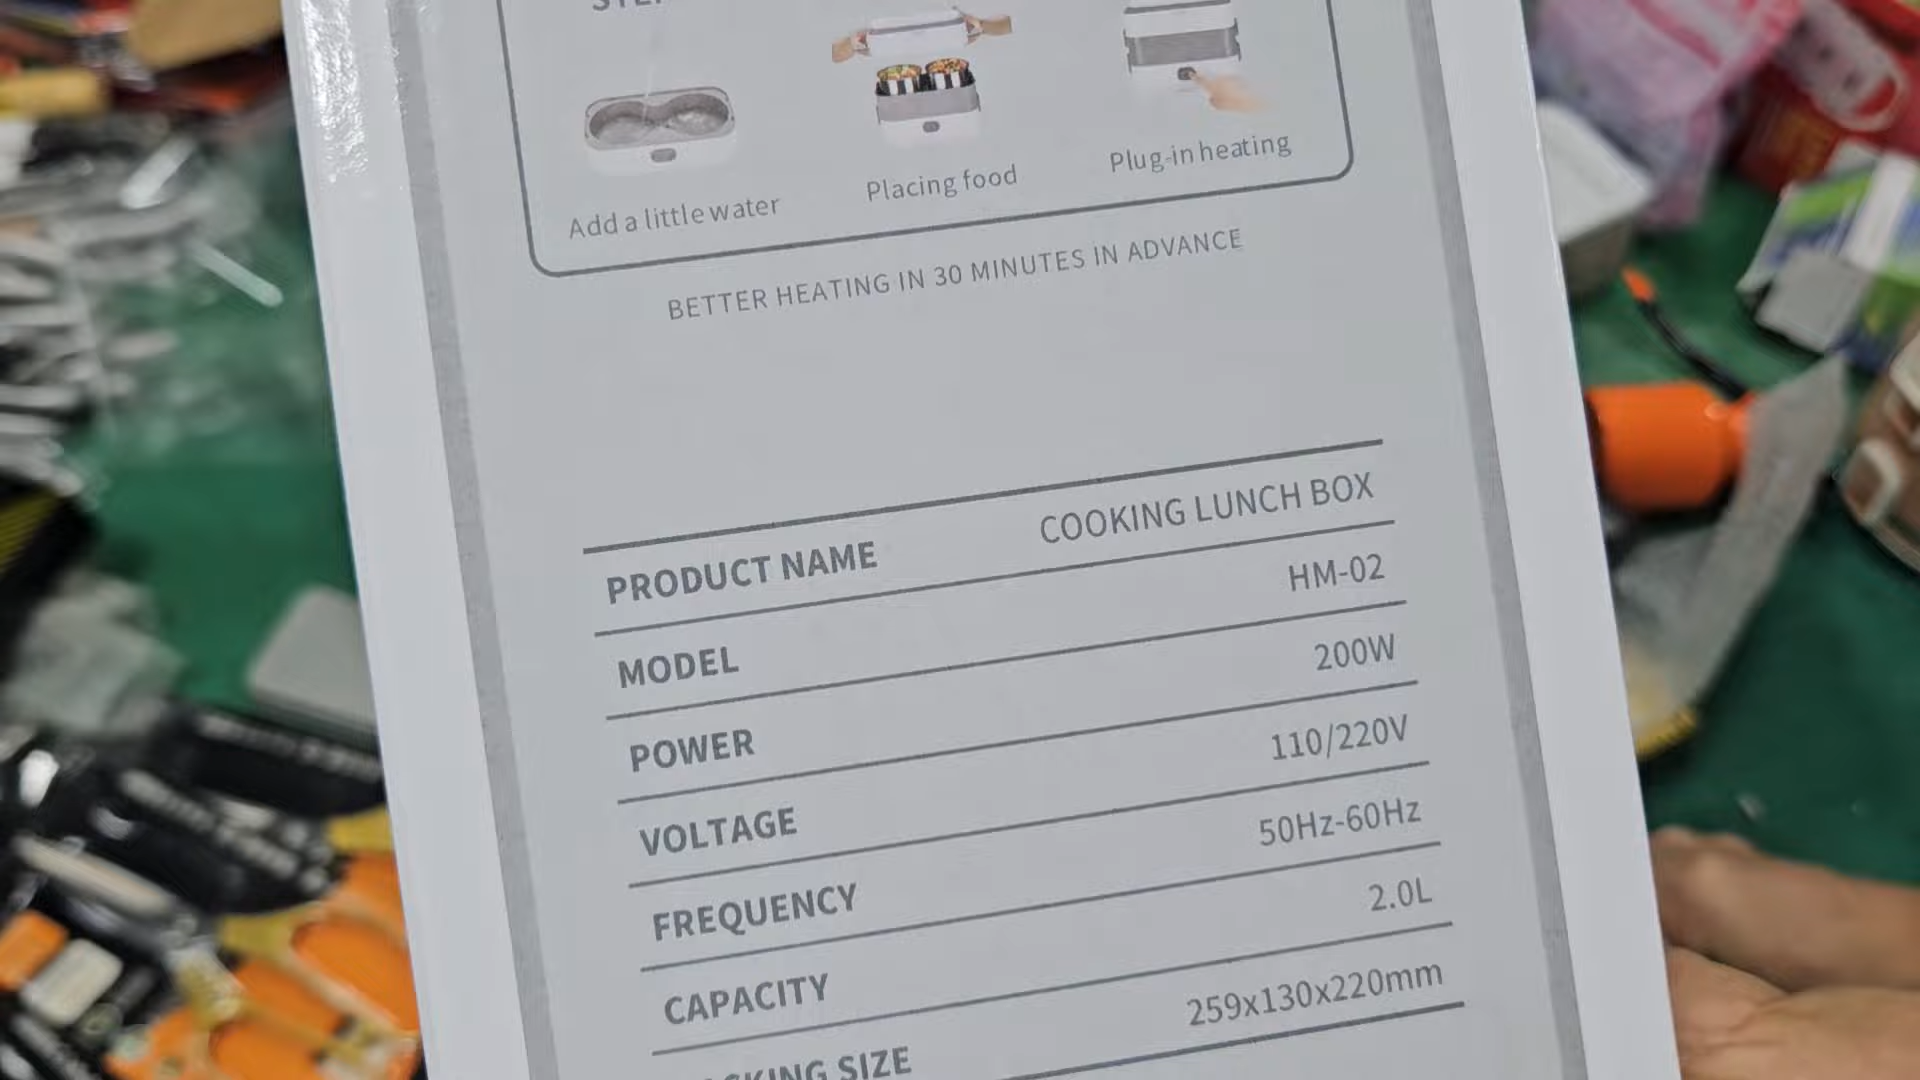 Add a little water
Placing food
Plug-in heating
BETTER HEATING IN 30 MINUTES IN ADVANCE
PRODUCT NAME COOKING LUNCH BOX
MODEL HM-02
POWER 200W
VOLTAGE 110/220V
FREQUENCY 50Hz-60Hz
CAPACITY 2.0L
SIZE 259x130x220mm